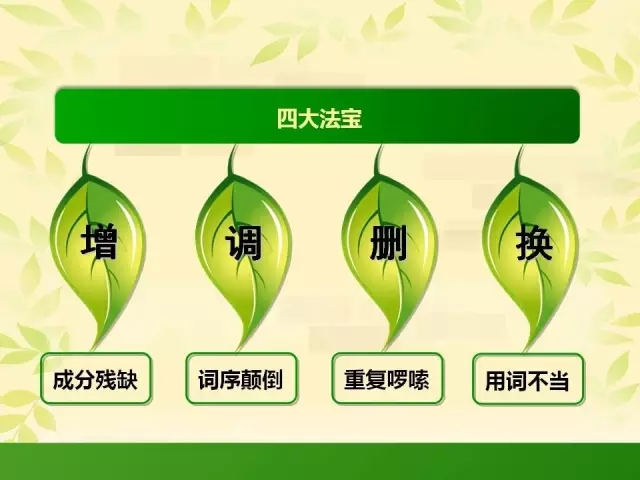 四大法宝
增 调 删 换
成分残缺 词序颠倒 重复啰嗦 用词不当